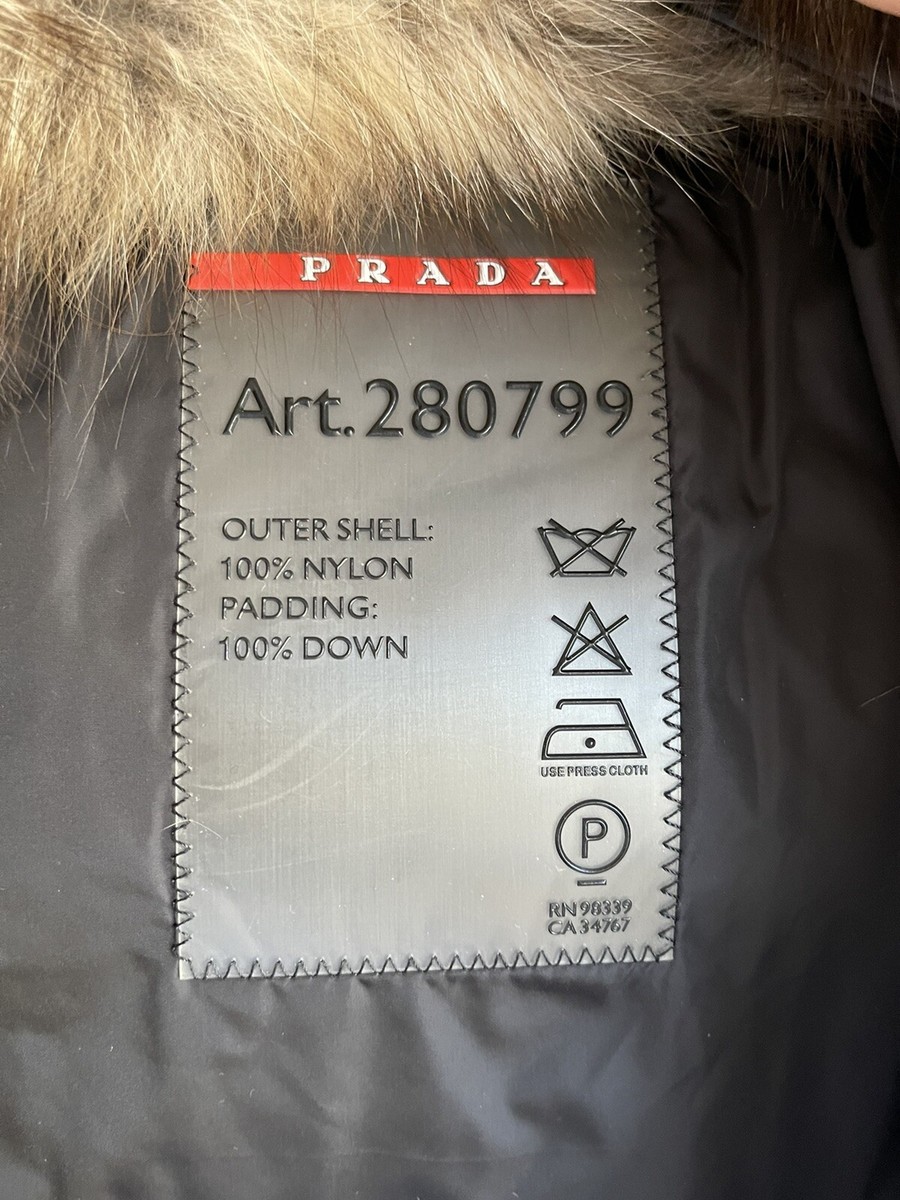 PRADA
Art.280799
OUTER SHELL:
100% NYLON
PADDING:
100% DOWN
USE PRESS CLOTH
P
RN 98339
CA 34767